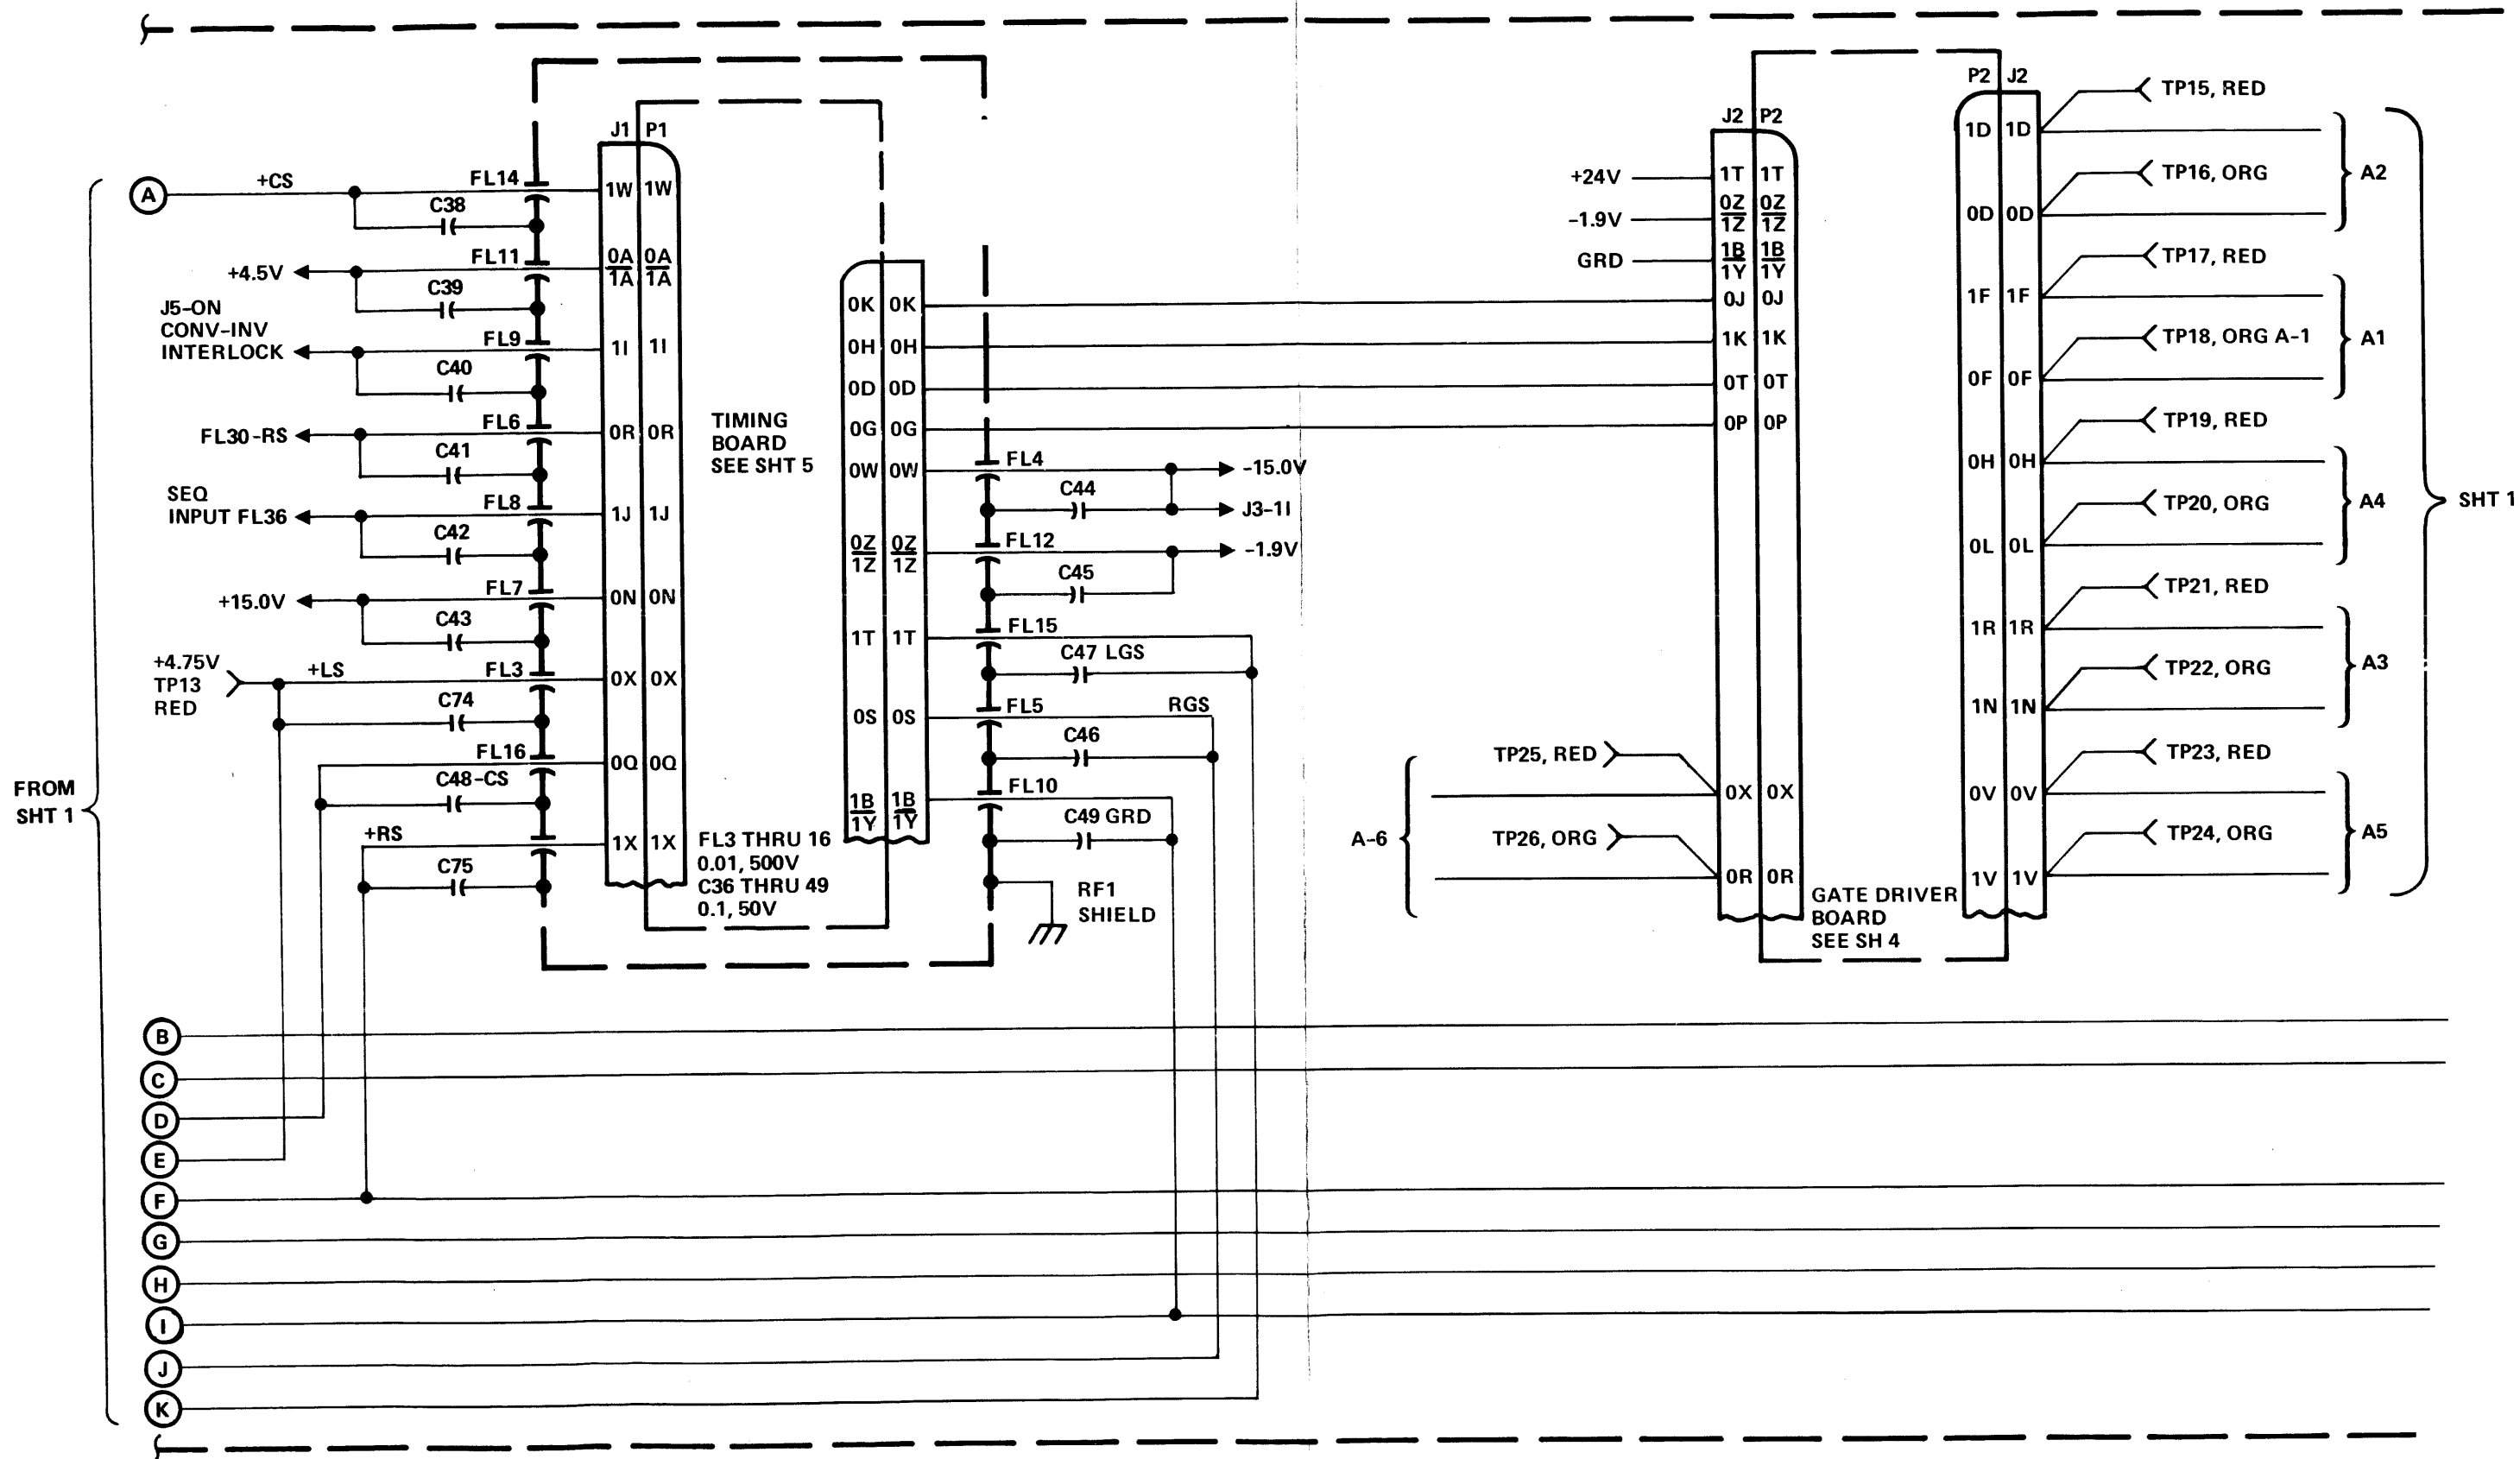 FROM
SHT 1
A
+CS
FL14
C38
+4.5V
FL11
C39
J5-ON
CONV-INV
INTERLOCK
FL9
C40
FL30-RS
FL6
C41
SEQ
INPUT FL36
FL8
C42
+15.0V
FL7
C43
+4.75V
TP13
RED
+LS
FL3
C74
FL16
C48-CS
+RS
C75
J1 P1
1W 1W
0A 0A
1A 1A
1I 1I
0R 0R
1J 1J
0N 0N
0X 0X
0Q 0Q
1X 1X
TIMING
BOARD
SEE SHT 5
FL3 THRU 16
0.01, 500V
C36 THRU 49
0.1, 50V
0K 0K
0H 0H
0D 0D
0G 0G
0W 0W
0Z 0Z
1Z 1Z
1T 1T
0S 0S
1B 1B
1Y 1Y
FL4
-15.0V
C44
J3-1I
FL12
-1.9V
C45
FL15
C47 LGS
FL5
RGS
C46
FL10
C49 GRD
RF1
SHIELD
J2 P2
+24V
1T 1T
-1.9V
0Z 0Z
1Z 1Z
GRD
1B 1B
1Y 1Y
0J 0J
1K 1K
0T 0T
0P 0P
A-6
TP25, RED
0X 0X
TP26, ORG
0R 0R
GATE DRIVER
BOARD
SEE SH 4
P2 J2
1D 1D
0D 0D
1F 1F
0F 0F
0H 0H
0L 0L
1R 1R
1N 1N
0V 0V
1V 1V
TP15, RED
TP16, ORG
A2
TP17, RED
TP18, ORG A-1
A1
TP19, RED
TP20, ORG
A4
TP21, RED
TP22, ORG
A3
TP23, RED
TP24, ORG
A5
SHT 1
B
C
D
E
F
G
H
I
J
K